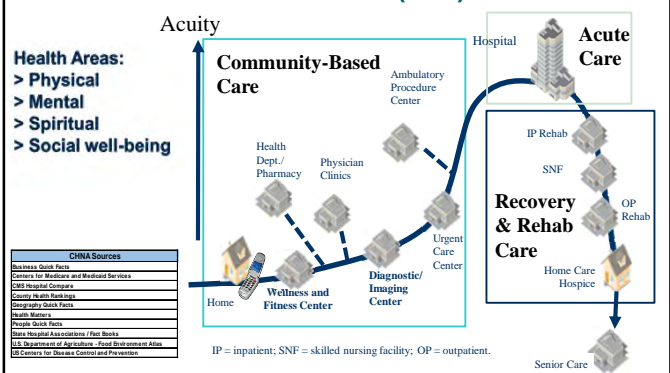 Acuity
Health Areas:
> Physical
> Mental
> Spiritual
> Social well-being
Community-Based
Care
Hospital
Acute
Care
Ambulatory
Procedure
Center
Health
Dept./
Pharmacy
Physician
Clinics
IP Rehab
SNF
OP
Rehab
Recovery
& Rehab
Care
Urgent
Care
Center
Home Care
Hospice
Home
Wellness and
Fitness Center
Diagnostic/
Imaging
Center
Senior Care
CHNA Sources
Business Quick Facts
Centers for Medicare and Medicaid Services
CMS Hospital Compare
County Health Rankings
Geography Quick Facts
Health Matters
People Quick Facts
State Hospital Associations / Fact Books
U.S. Department of Agriculture - Food Environment Atlas
US Centers for Disease Control and Prevention
IP = inpatient; SNF = skilled nursing facility; OP = outpatient.